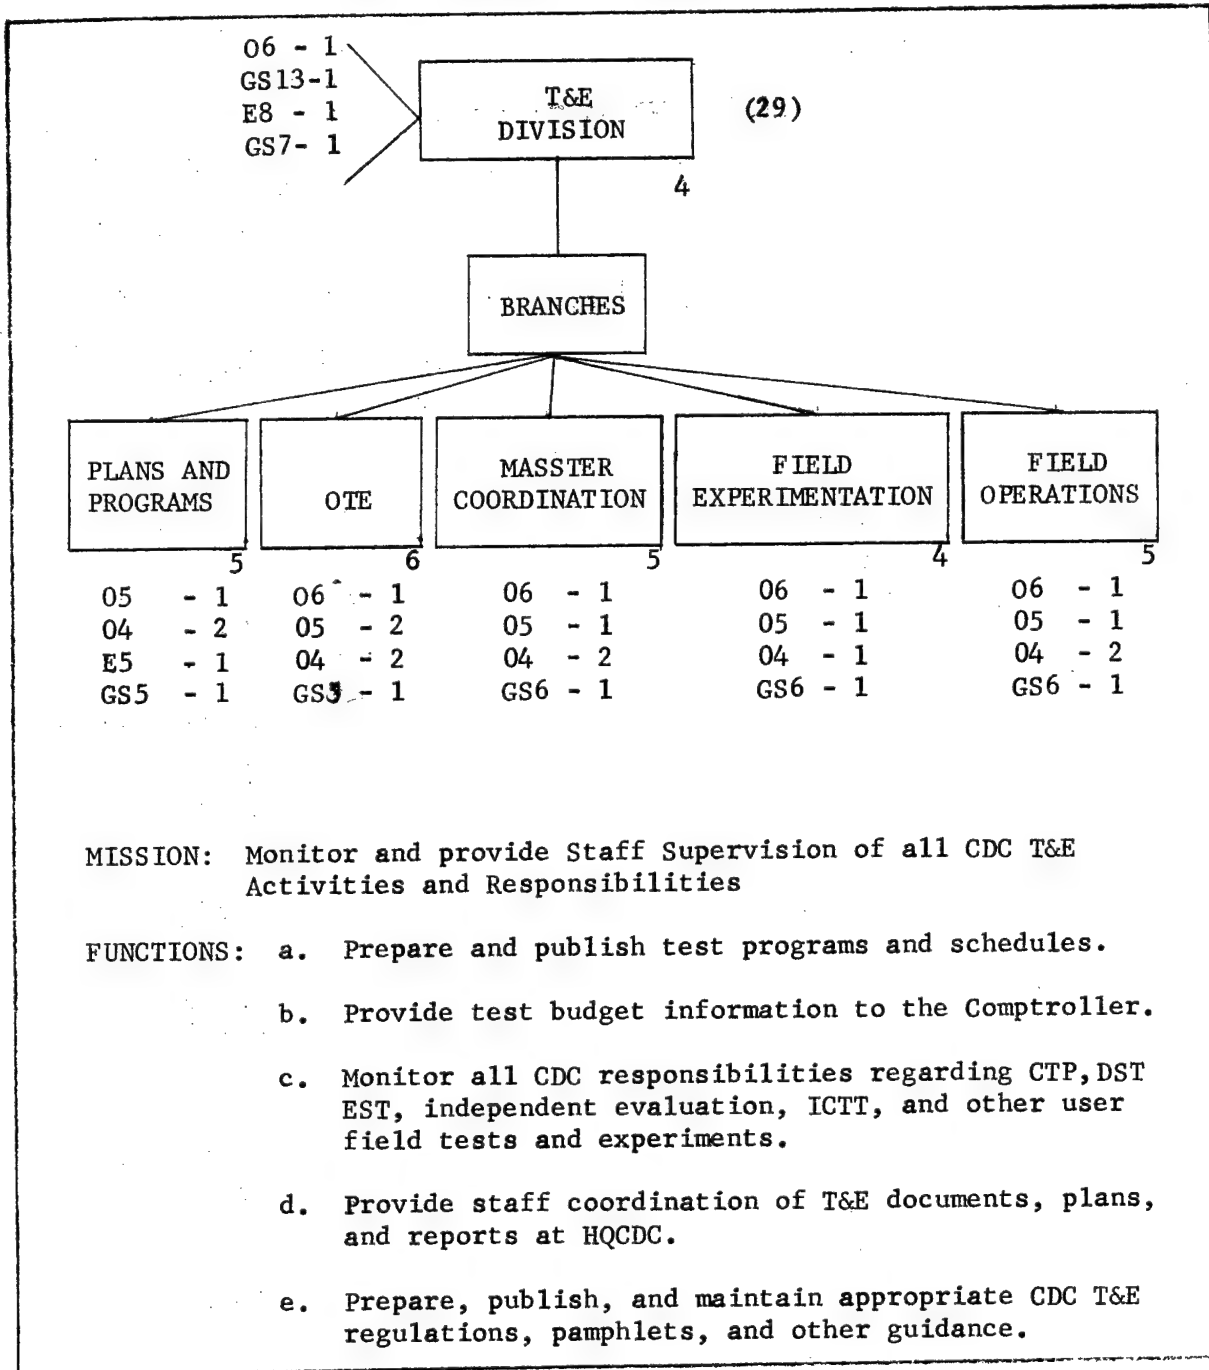 06 - 1
GS13-1
E8 - 1
GS7- 1
T&E
DIVISION
(29)
4
BRANCHES
PLANS AND
PROGRAMS
5
OTE
6
MASSTER
COORDINATION
5
FIELD
EXPERIMENTATION
4
FIELD
OPERATIONS
5
05 - 1
04 - 2
E5 - 1
GS5 - 1
06 - 1
05 - 2
04 - 2
- 1
06 - 1
05 - 1
04 - 2
GS6 - 1
06 - 1
05 - 1
04 - 1
GS6 - 1
06 - 1
05 - 1
04 - 2
GS6 - 1
MISSION: Monitor and provide Staff Supervision of all CDC T&E
Activities and Responsibilities
FUNCTIONS: a. Prepare and publish test programs and schedules.
b. Provide test budget information to the Comptroller.
c. Monitor all CDC responsibilities regarding CTP, DST
EST, independent evaluation, ICTT, and other user
field tests and experiments.
d. Provide staff coordination of T&E documents, plans,
and reports at HQCDC.
e. Prepare, publish, and maintain appropriate CDC T&E
regulations, pamphlets, and other guidance.